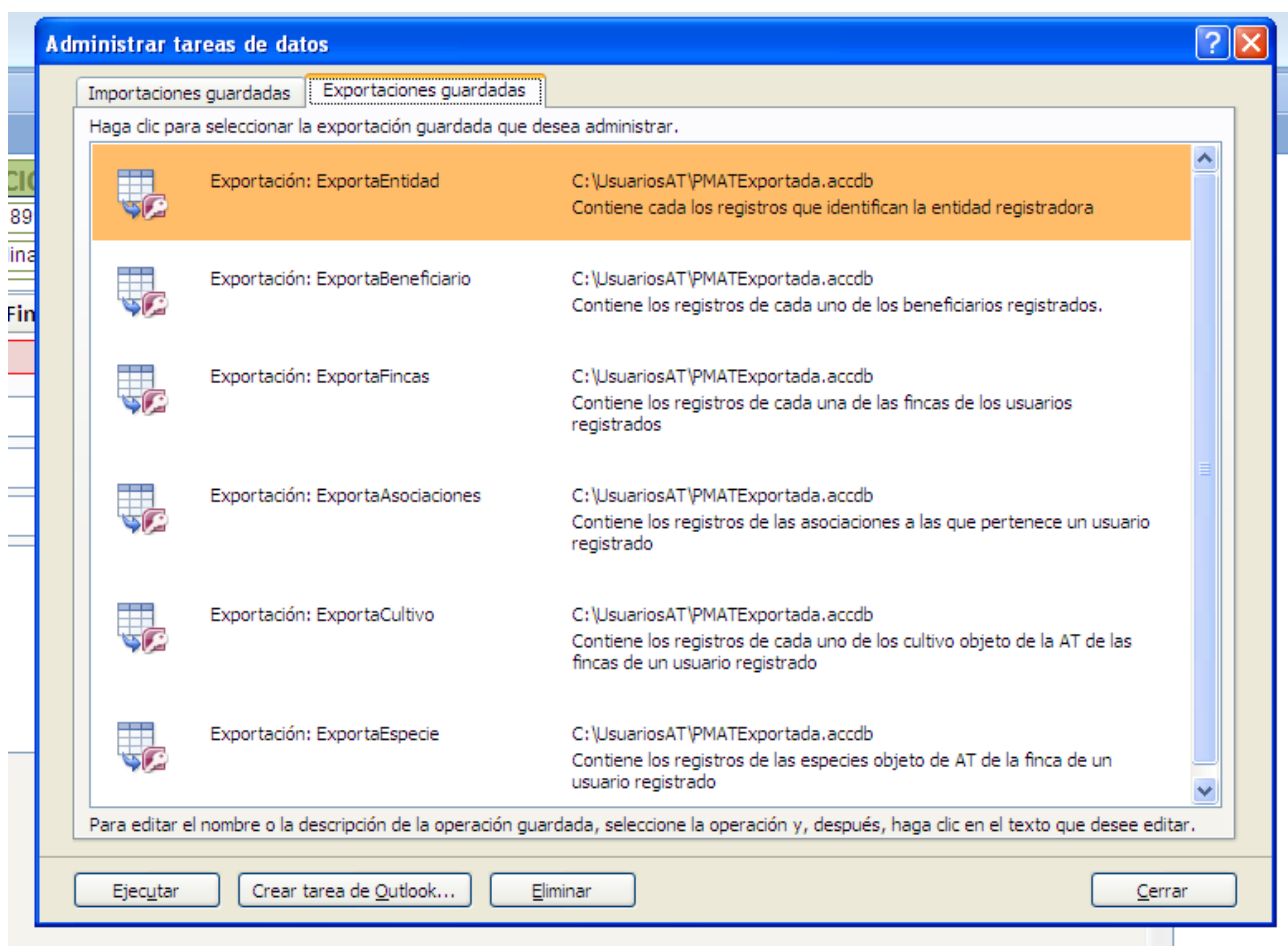 Administrar tareas de datos
Importaciones guardadas
Exportaciones guardadas
Haga clic para seleccionar la exportación guardada que desea administrar.
Exportación: ExportaEntidad
C:\UsuariosAT\PMATExportada.accdb
Contiene cada los registros que identifican la entidad registradora
Exportación: ExportaBeneficiario
C:\UsuariosAT\PMATExportada.accdb
Contiene los registros de cada uno de los beneficiarios registrados.
Exportación: ExportaFincas
C:\UsuariosAT\PMATExportada.accdb
Contiene los registros de cada una de las fincas de los usuarios
registrados
Exportación: ExportaAsociaciones
C:\UsuariosAT\PMATExportada.accdb
Contiene los registros de las asociaciones a las que pertenece un usuario
registrado
Exportación: ExportaCultivo
C:\UsuariosAT\PMATExportada.accdb
Contiene los registros de cada uno de los cultivo objeto de la AT de las
fincas de un usuario registrado
Exportación: ExportaEspecie
C:\UsuariosAT\PMATExportada.accdb
Contiene los registros de las especies objeto de AT de la finca de un
usuario registrado
Para editar el nombre o la descripción de la operación guardada, seleccione la operación y, después, haga clic en el texto que desee editar.
Ejecutar
Crear tarea de Outlook...
Eliminar
Cerrar
89
ina
Fin